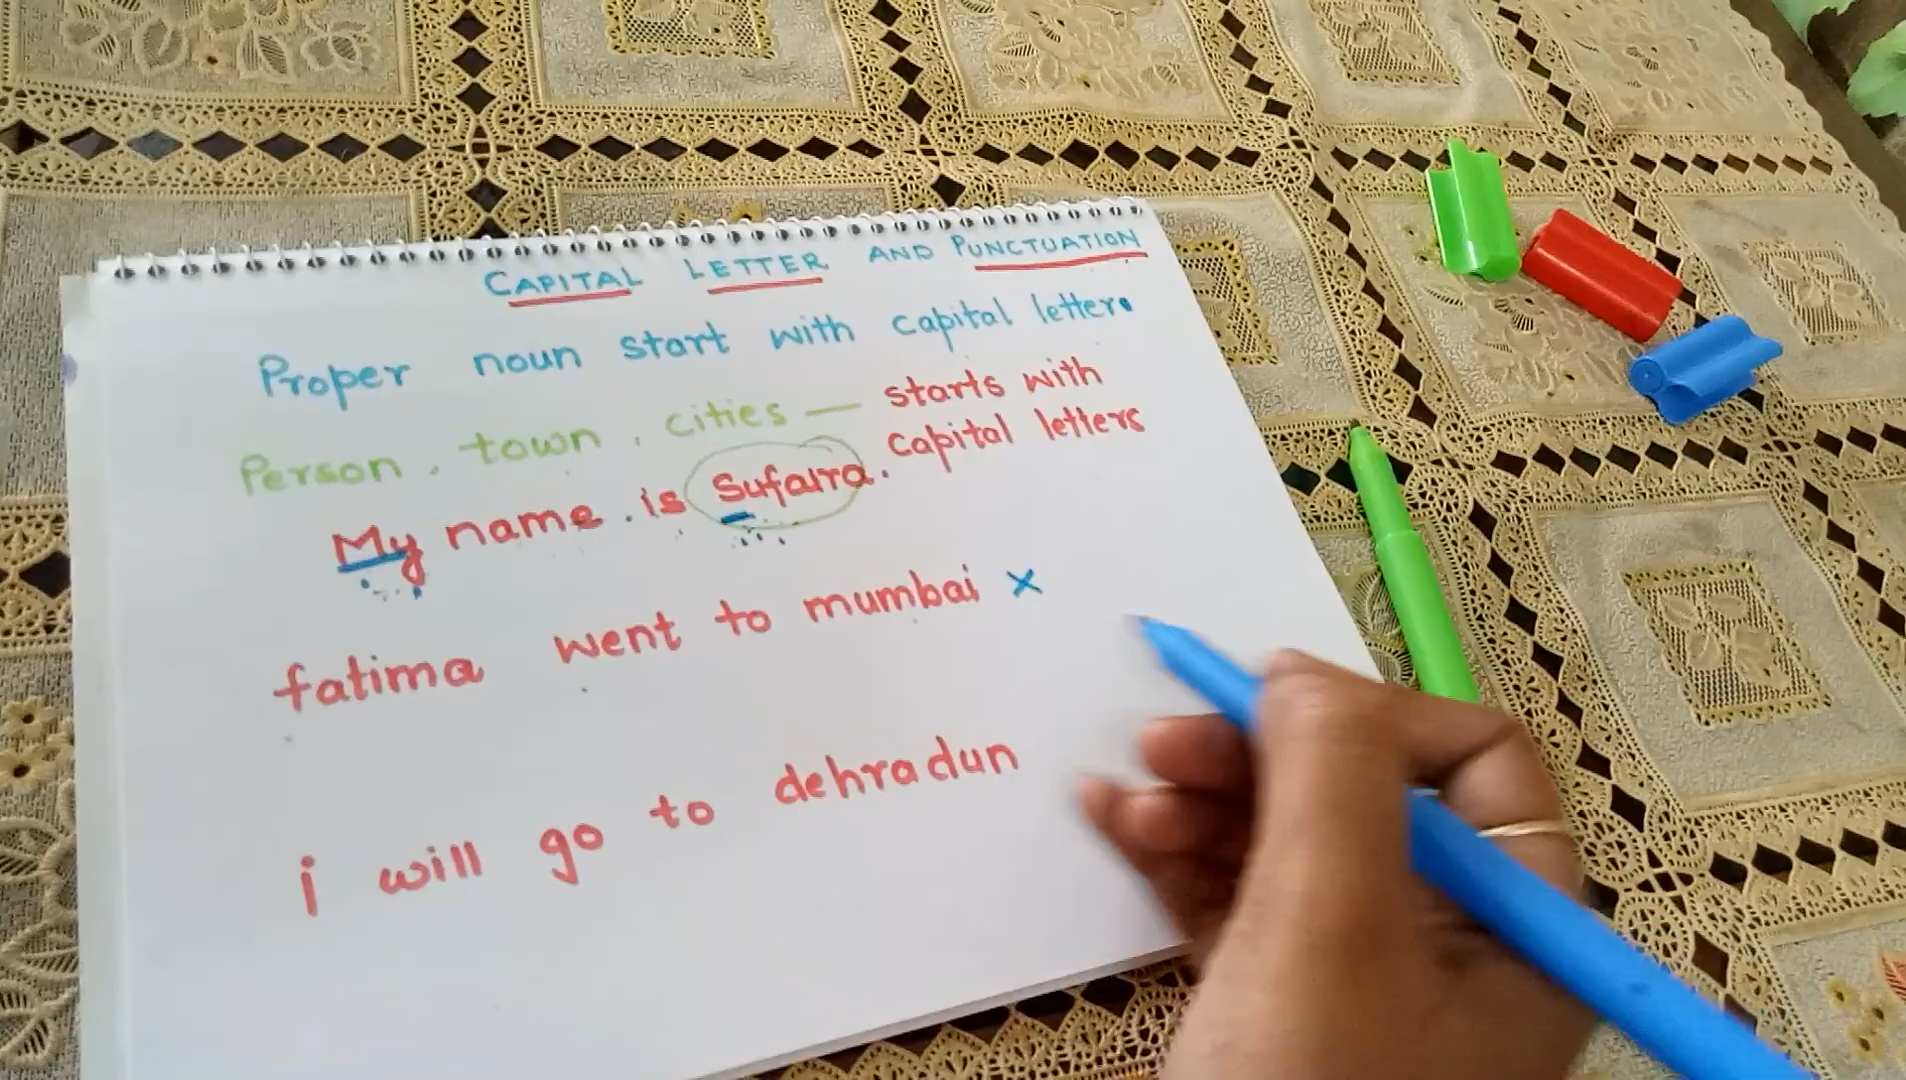 CAPITAL LETTER AND PUNCTUATION
Proper noun start with capital letter.
Person, town, cities — starts with
capital letters
My name is Sufaira.
fatima went to mumbai ×
i will go to dehradun